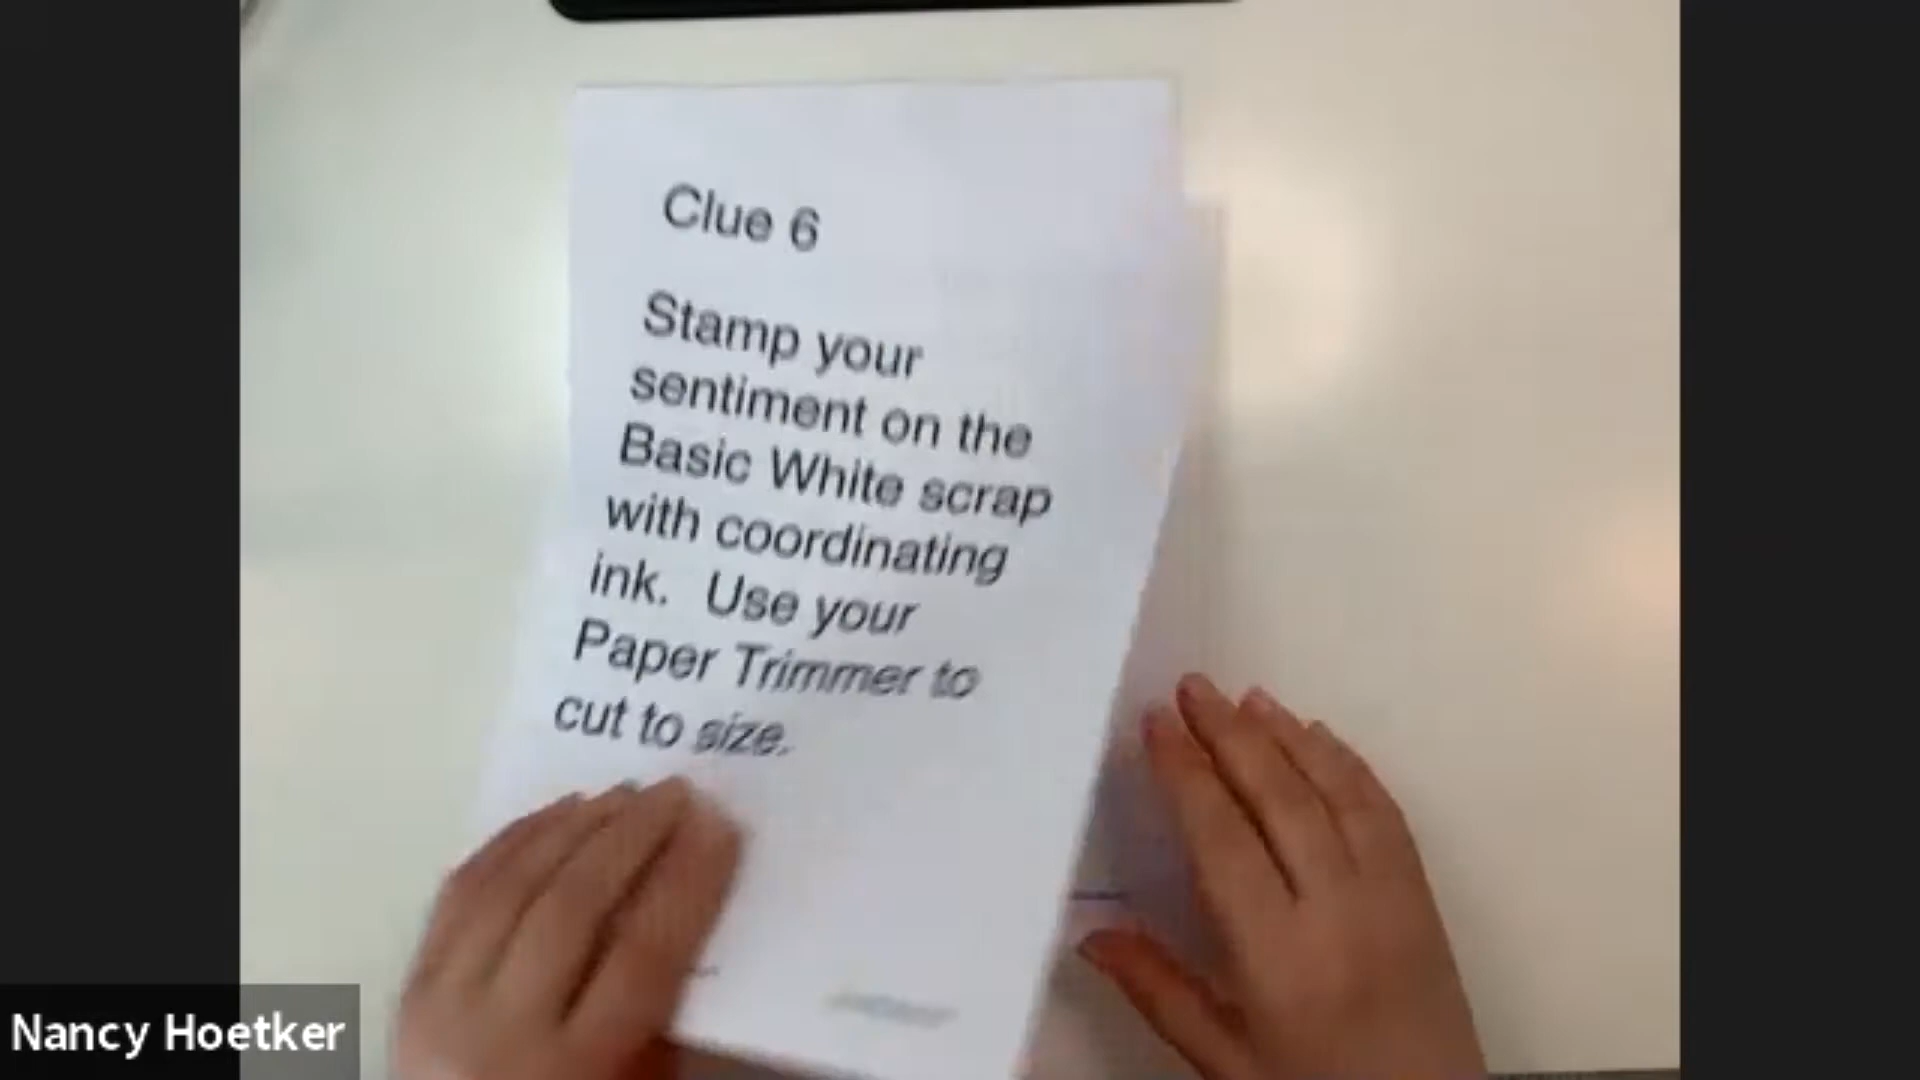 Clue 6
Stamp your
sentiment on the
Basic White scrap
with coordinating
ink. Use your
Paper Trimmer to
cut to size.
Nancy Hoetker